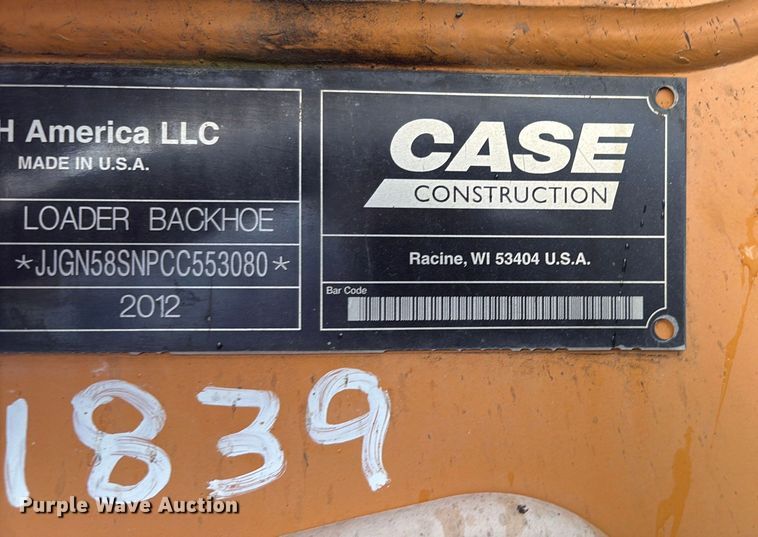 H America LLC
MADE IN U.S.A.
LOADER BACKHOE
*JJGN58SNPCC553080*
2012
CASE
CONSTRUCTION
Racine, WI 53404 U.S.A.
Bar Code
1839
Purple Wave Auction